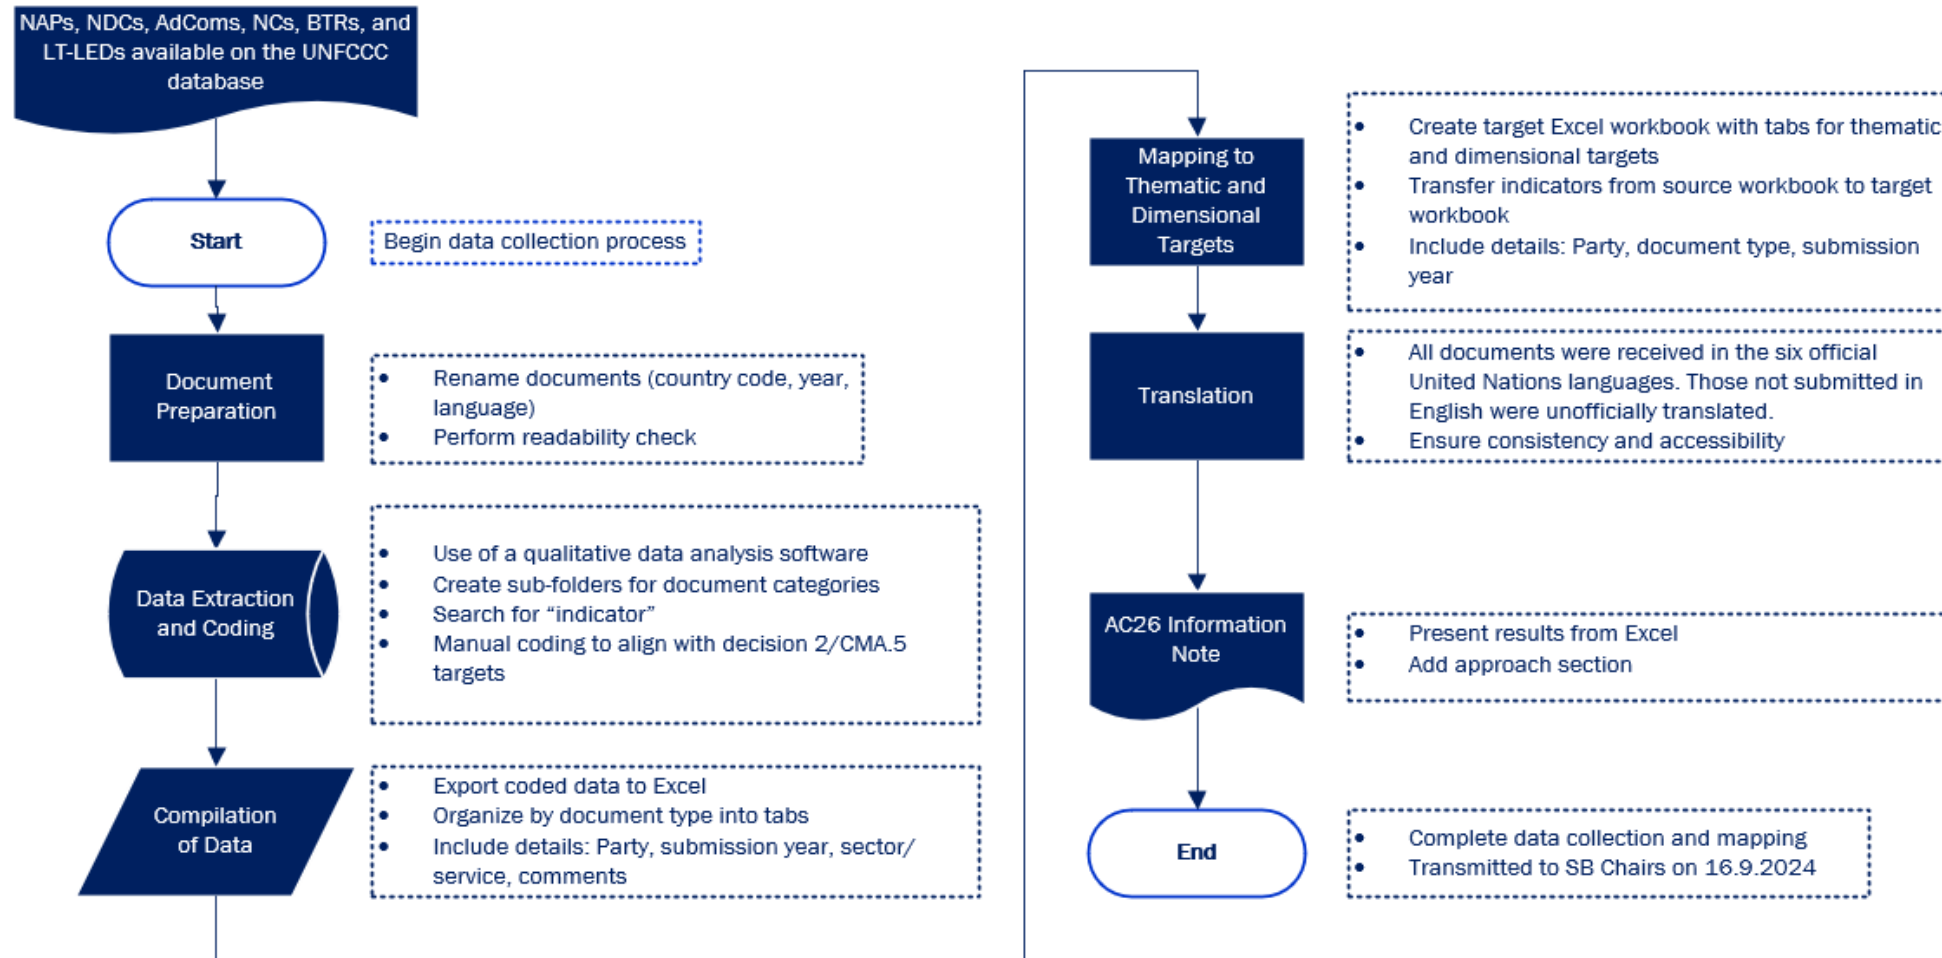 NAPs, NDCs, AdComs, NCs, BTRs, and
LT-LEDs available on the UNFCCC
database
Start
Begin data collection process
Document
Preparation
• Rename documents (country code, year,
language)
• Perform readability check
Data Extraction
and Coding
• Use of a qualitative data analysis software
• Create sub-folders for document categories
• Search for “indicator”
• Manual coding to align with decision 2/CMA.5
targets
Compilation
of Data
• Export coded data to Excel
• Organize by document type into tabs
• Include details: Party, submission year, sector/
service, comments
Mapping to
Thematic and
Dimensional
Targets
• Create target Excel workbook with tabs for thematic
and dimensional targets
• Transfer indicators from source workbook to target
workbook
• Include details: Party, document type, submission
year
Translation
• All documents were received in the six official
United Nations languages. Those not submitted in
English were unofficially translated.
• Ensure consistency and accessibility
AC26 Information
Note
• Present results from Excel
• Add approach section
End
• Complete data collection and mapping
• Transmitted to SB Chairs on 16.9.2024